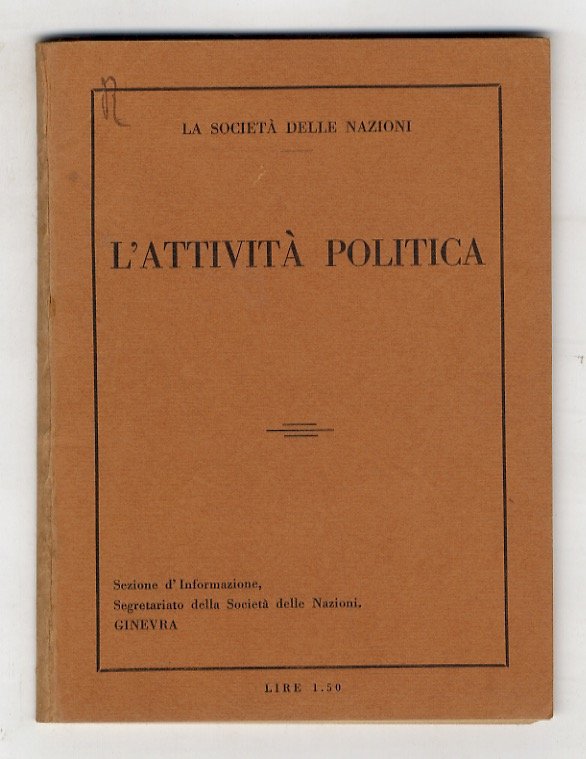 LA SOCIETÀ DELLE NAZIONI
L'ATTIVITÀ POLITICA
Sezione d'Informazione,
Segretariato della Società delle Nazioni.
GINEVRA
LIRE 1.50